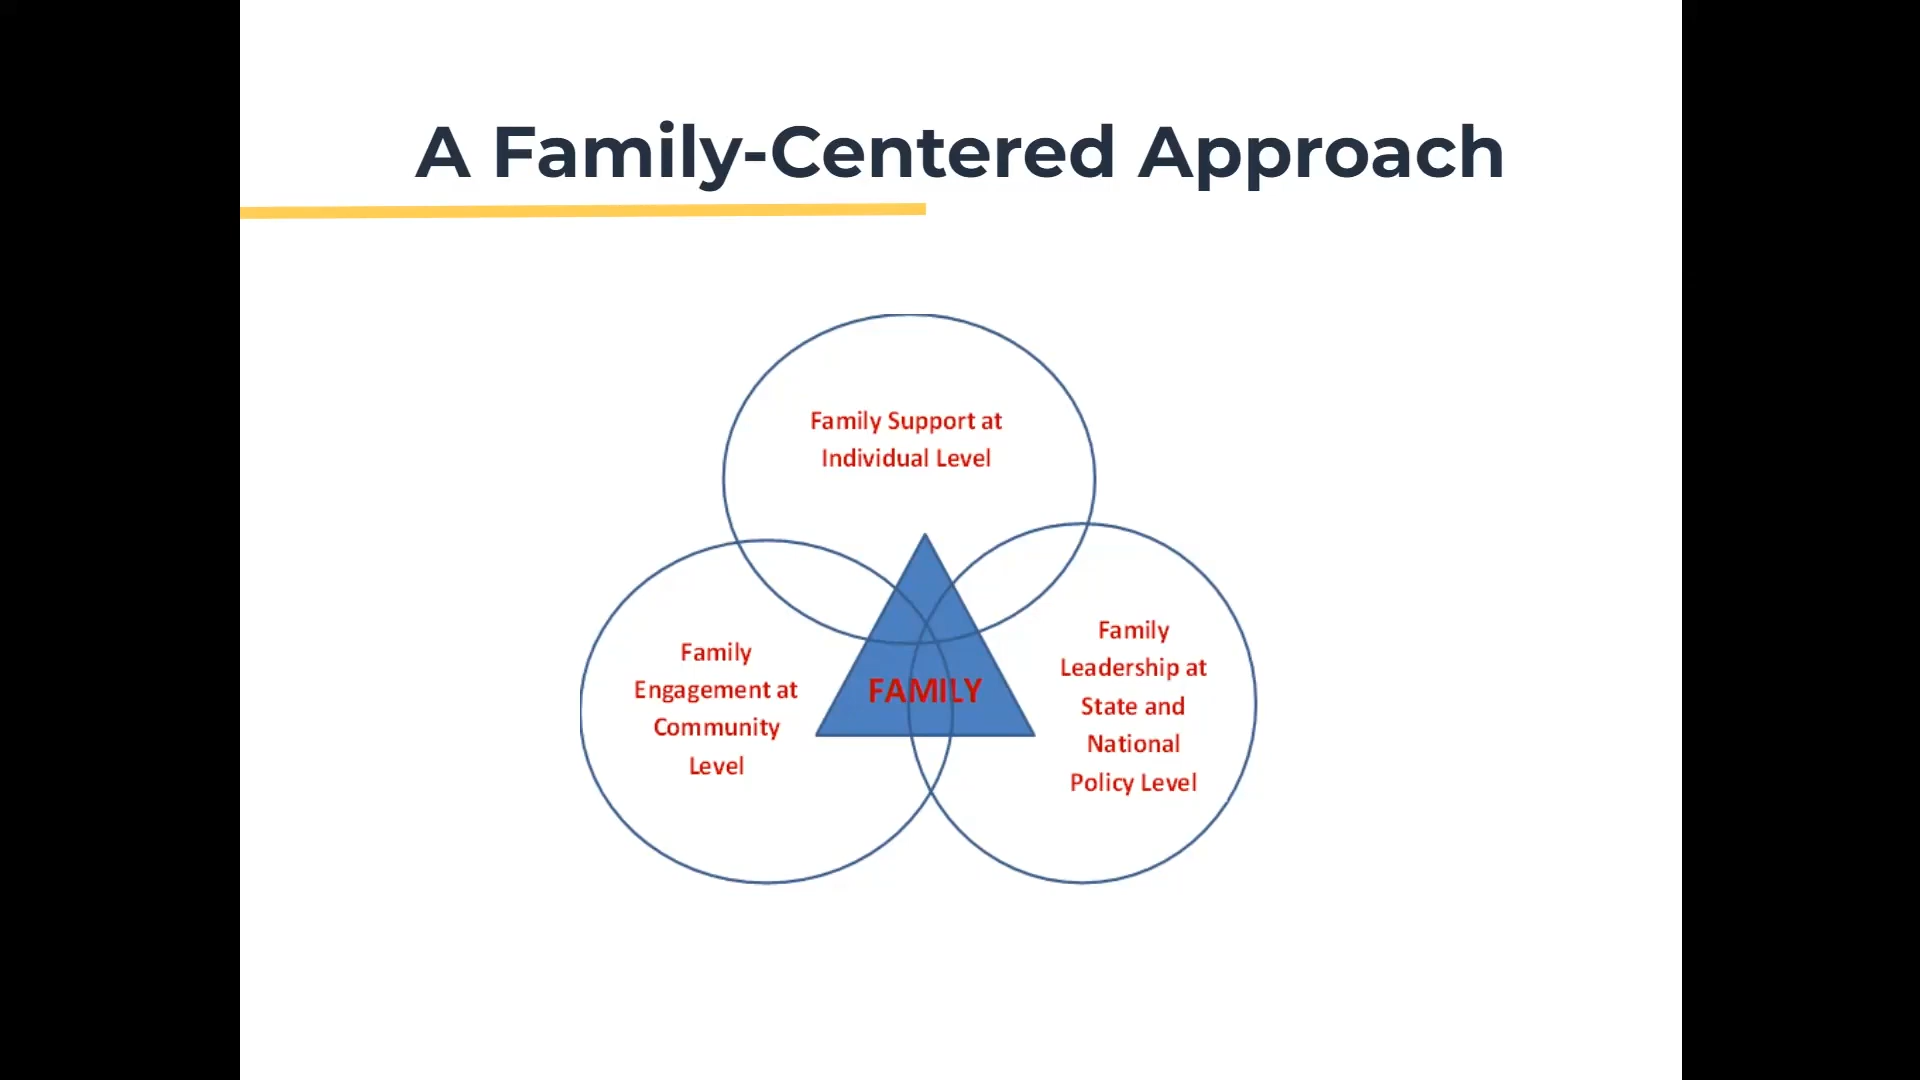 A Family-Centered Approach
Family Support at
Individual Level
Family
Engagement at
Community
Level
FAMILY
Family
Leadership at
State and
National
Policy Level